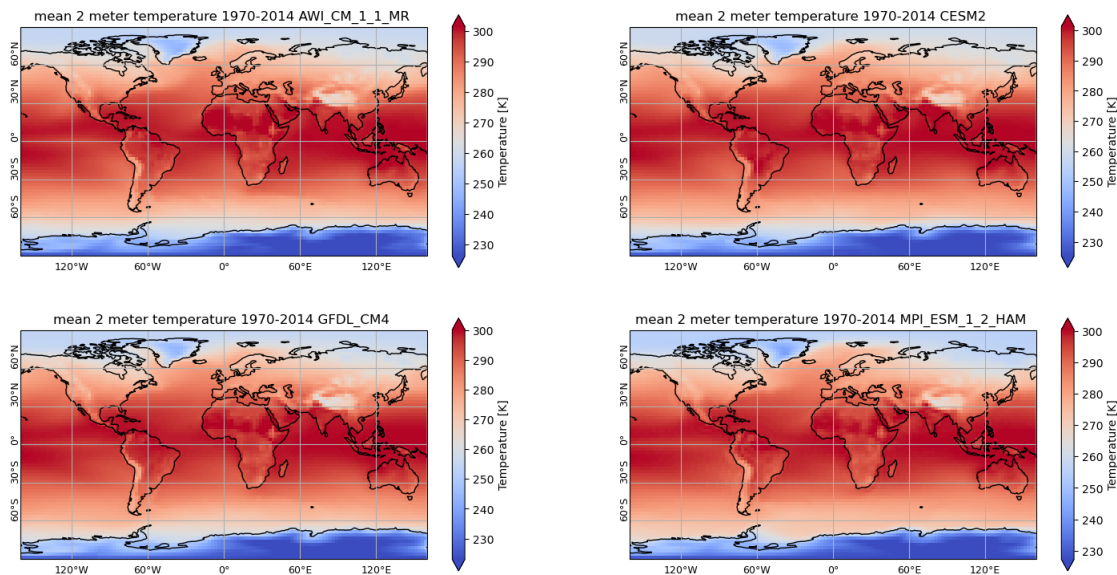 mean 2 meter temperature 1970-2014 AWI_CM_1_1_MR
60°N
30°N
0°
30°S
60°S
120°W 60°W 0° 60°E 120°E
300
290
280
270
260
250
240
230
Temperature [K]
mean 2 meter temperature 1970-2014 CESM2
60°N
30°N
0°
30°S
60°S
120°W 60°W 0° 60°E 120°E
300
290
280
270
260
250
240
230
Temperature [K]
mean 2 meter temperature 1970-2014 GFDL_CM4
60°N
30°N
0°
30°S
60°S
120°W 60°W 0° 60°E 120°E
300
290
280
270
260
250
240
230
Temperature [K]
mean 2 meter temperature 1970-2014 MPI_ESM_1_2_HAM
60°N
30°N
0°
30°S
60°S
120°W 60°W 0° 60°E 120°E
300
290
280
270
260
250
240
230
Temperature [K]